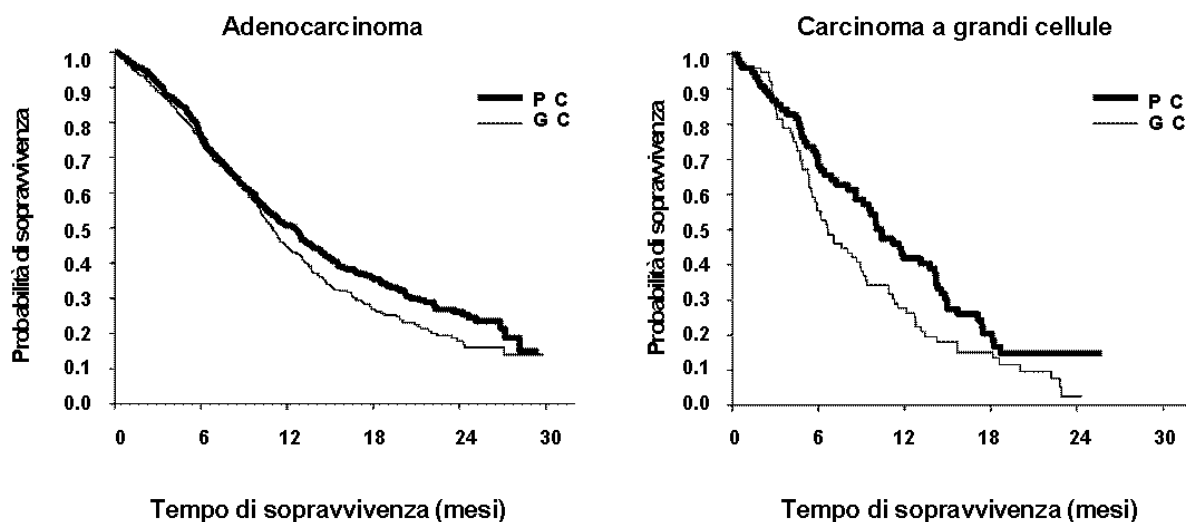 Adenocarcinoma
Probabilità di sopravvivenza
1.0
0.9
0.8
0.7
0.6
0.5
0.4
0.3
0.2
0.1
0.0
P C
G C
0 6 12 18 24 30
Tempo di sopravvivenza (mesi)
Carcinoma a grandi cellule
Probabilità di sopravvivenza
1.0
0.9
0.8
0.7
0.6
0.5
0.4
0.3
0.2
0.1
0.0
P C
G C
0 6 12 18 24 30
Tempo di sopravvivenza (mesi)